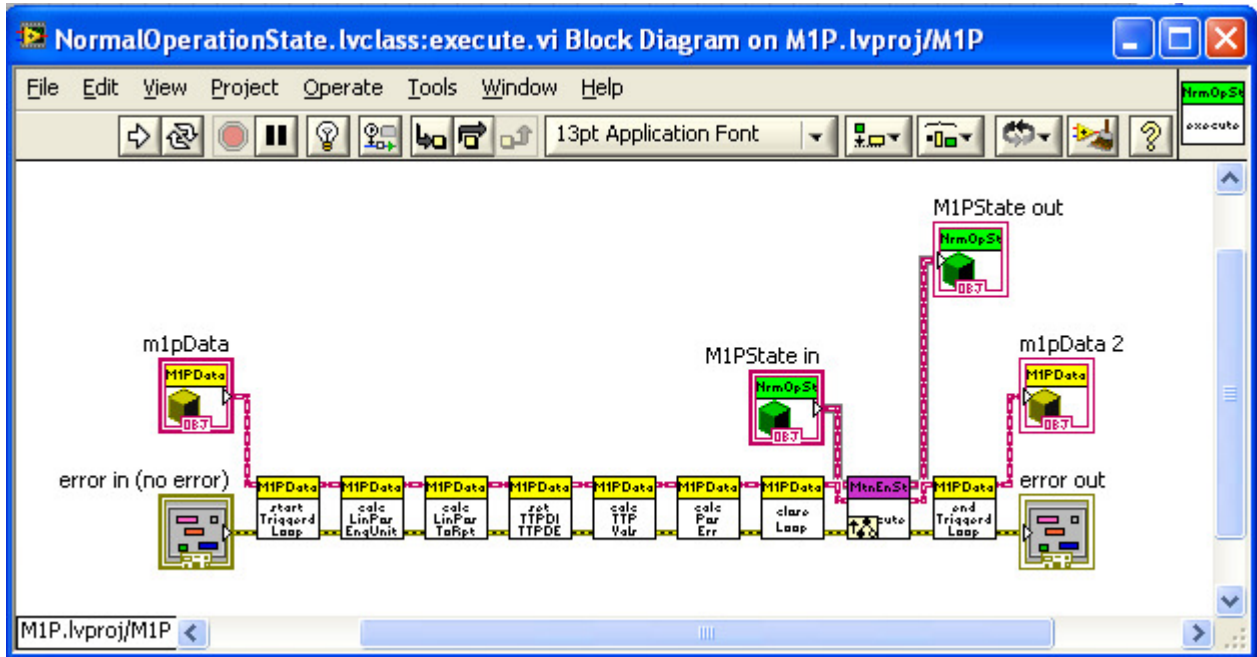 NormalOperationState.lvclass:execute.vi Block Diagram on M1P.lvproj/M1P
File Edit View Project Operate Tools Window Help
NrmOpSt
execute
13pt Application Font
M1PState out
NrmOpSt
OBJ
m1pData
M1PData
OBJ
M1PState in
NrmOpSt
OBJ
m1pData 2
M1PData
OBJ
error in (no error)
error out
M1PData M1PData M1PData M1PData M1PData M1PData M1PData MtnEnSt M1PData
start Triggerd Loop
calc LinPar EngUnit
calc LinPar ToRpt
set TTPDI TTPDE
calc TTP
calc Par Err
close Loop
cute
end Triggerd Loop
M1P.lvproj/M1P